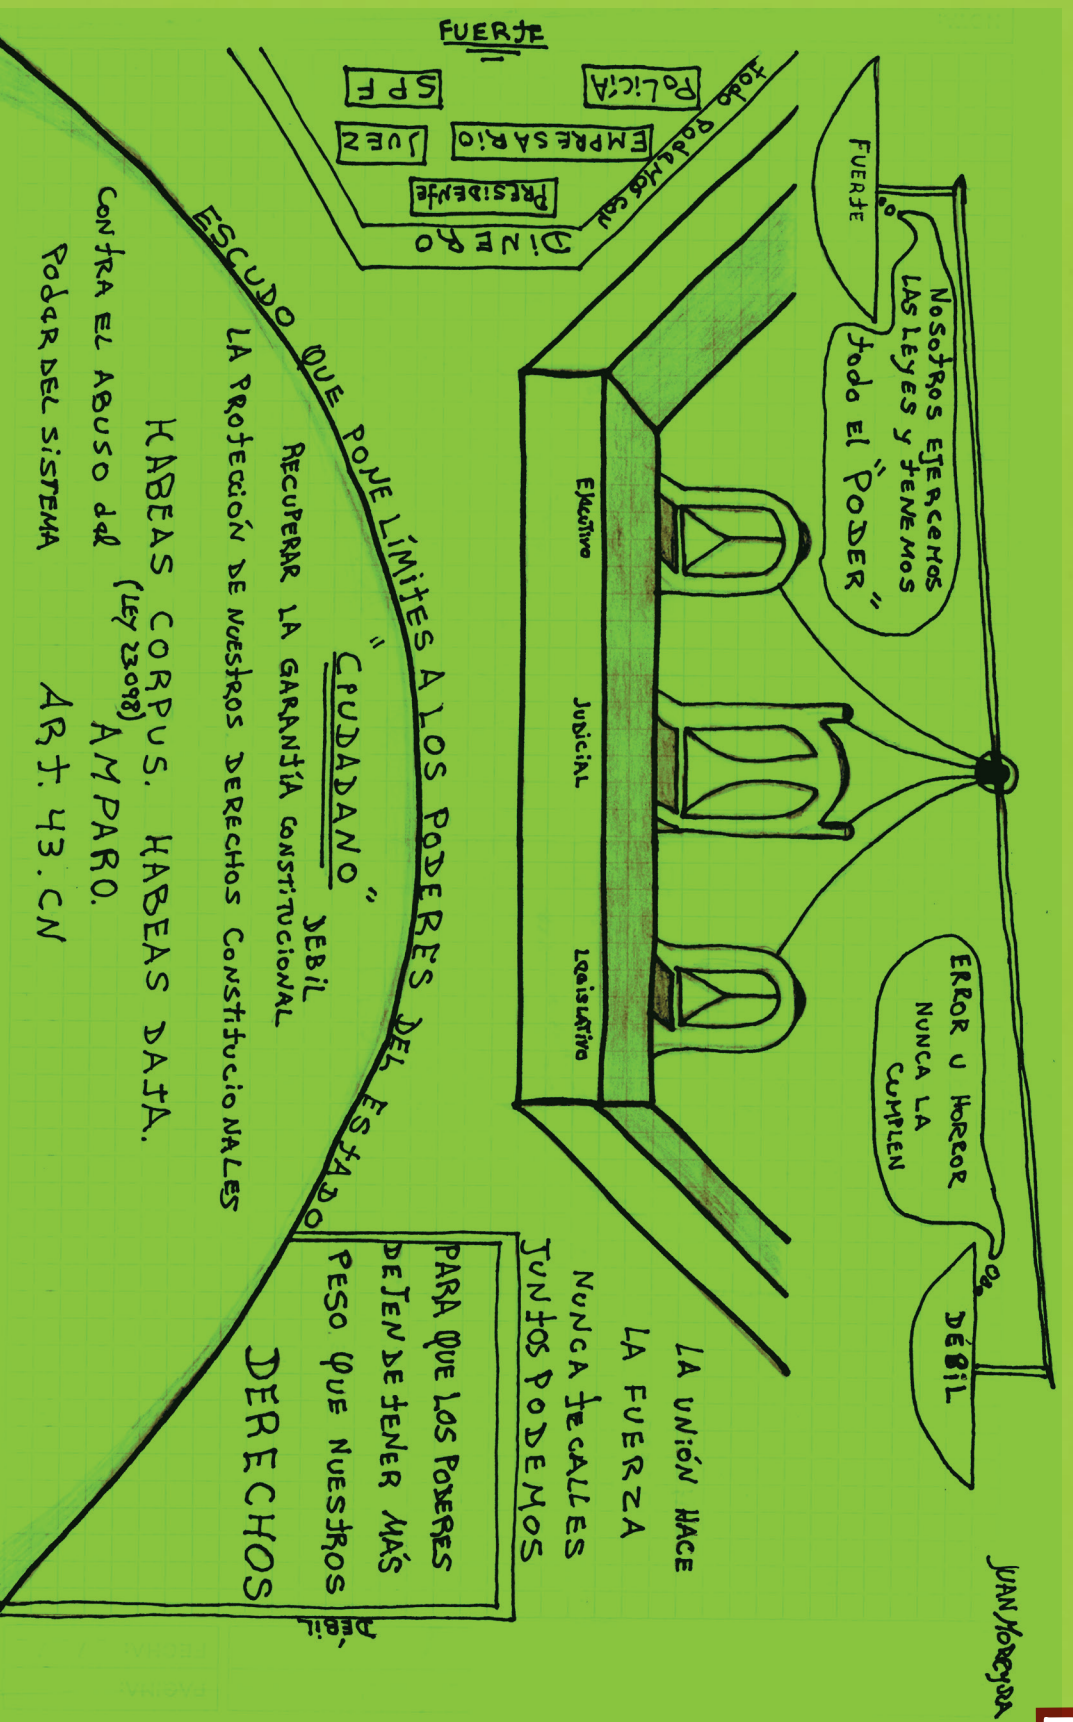 JUAN MOREYRA
FUERTE
NOSOTROS EJERCEMOS
LAS LEYES y tENEMOS
todo El "PODER"
ERROR U HORROR
NUNCA LA
CUMPLEN
DÉBIL
Ejecutivo
JUDICIAL
Legislativo
FUERTE
POLICÍA
SPF
EMPRESARIO
JUEZ
PRESIDENTE
todo PodEMOS CON
DINERO
LA UNIÓN HACE
LA FUERZA
NUNCA te CALLES
JUNTOS PODEMOS
PARA QUE LOS PODERES
DEJEN DE TENER MÁS
PESO QUE NUESTROS
DERECHOS
DÉBIL
ESCUDO QUE PONE LÍMITES A LOS PODERES DEL ESTADO
"CPUDADANO"
DEBIL
RECUPERAR LA GARANTÍA CONSTITUCIONAL
LA PROTECCIÓN DE NUESTROS DERECHOS CONSTITUCIONALES
HABEAS CORPUS. HABEAS DATA.
(LEY 23098)
CONTRA EL ABUSO del AMPARO.
PodER DEL SISTEMA ART. 43. CN